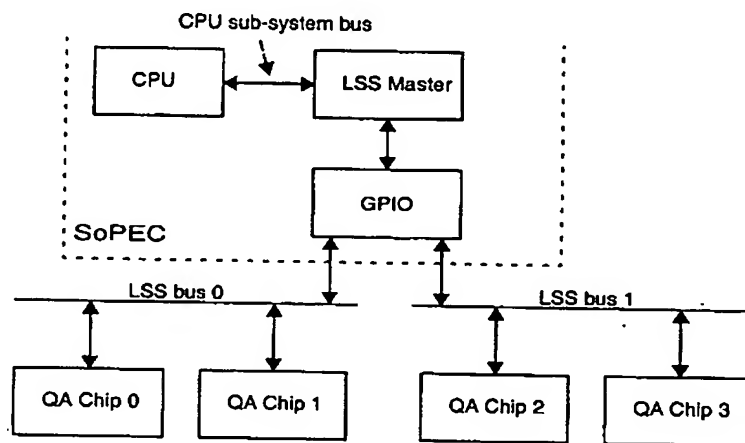 CPU sub-system bus
CPU
LSS Master
GPIO
SoPEC
LSS bus 0
LSS bus 1
QA Chip 0
QA Chip 1
QA Chip 2
QA Chip 3